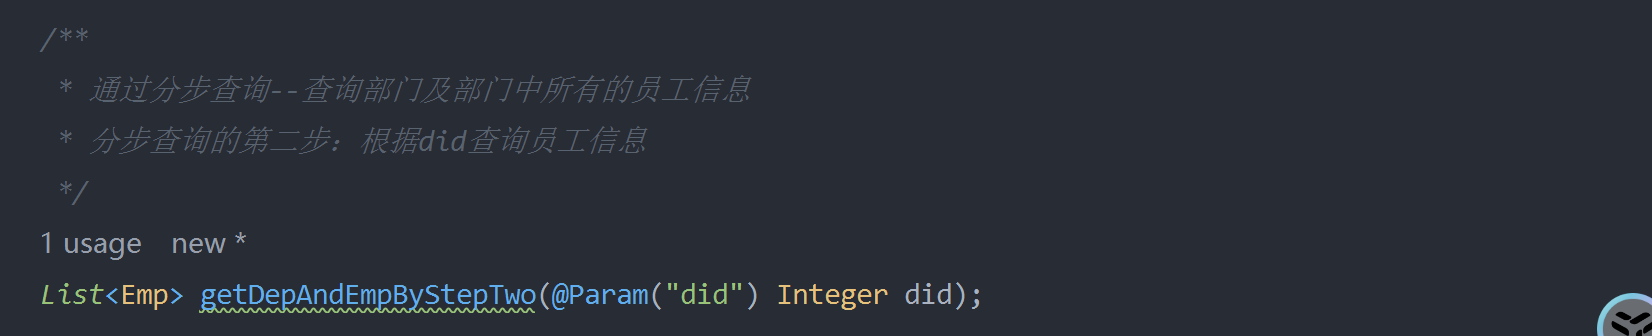 /**
* 通过分步查询--查询部门及部门中所有的员工信息
* 分步查询的第二步：根据did查询员工信息
*/
1 usage new *
List<Emp> getDepAndEmpByStepTwo(@Param("did") Integer did);